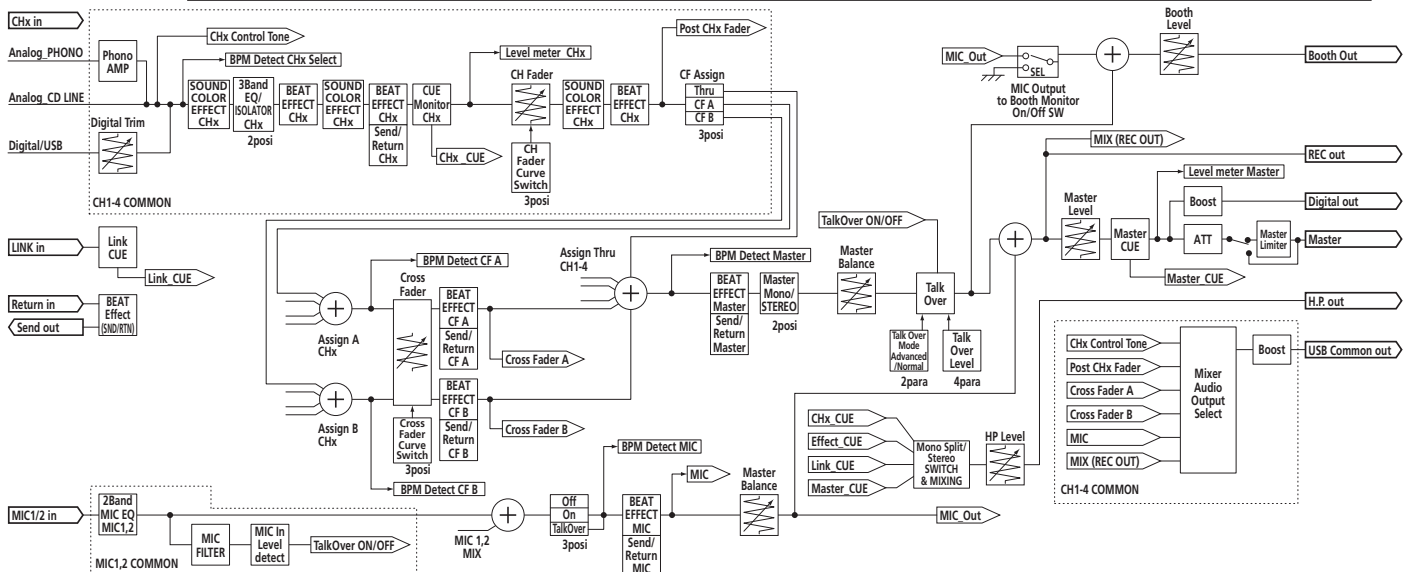 CHx in
Analog_PHONO
Phono
AMP
CHx Control Tone
BPM Detect CHx Select
Analog_CD LINE
Digital Trim
Digital/USB
SOUND
COLOR
EFFECT
CHx
3Band
EQ/
ISOLATOR
CHx
2posi
BEAT
EFFECT
CHx
SOUND
COLOR
EFFECT
CHx
BEAT
EFFECT
CHx
Send/
Return
CHx
CUE
Monitor
CHx
CHx _CUE
Level meter CHx
CH Fader
CH
Fader
Curve
Switch
3posi
SOUND
COLOR
EFFECT
CHx
BEAT
EFFECT
CHx
Post CHx Fader
CF Assign
Thru
CF A
CF B
3posi
CH1-4 COMMON
MIC_Out
SEL
MIC Output
to Booth Monitor
On/Off SW
Booth
Level
Booth Out
MIX (REC OUT)
REC out
Level meter Master
Master
Level
Master
CUE
Master_CUE
Boost
Digital out
ATT
Master
Limiter
Master
LINK in
Link
CUE
Link_CUE
Return in
Send out
BEAT
Effect
(SND/RTN)
BPM Detect CF A
Assign A
CHx
Cross
Fader
BEAT
EFFECT
CF A
Send/
Return
CF A
Cross Fader A
Assign Thru
CH1-4
BPM Detect Master
BEAT
EFFECT
Master
Send/
Return
Master
Master
Mono/
STEREO
2posi
Master
Balance
TalkOver ON/OFF
Talk
Over
Talk Over
Mode
Advanced
/Normal
2para
Talk
Over
Level
4para
Assign B
CHx
Cross
Fader
Curve
Switch
3posi
BEAT
EFFECT
CF B
Send/
Return
CF B
Cross Fader B
BPM Detect CF B
H.P. out
CHx Control Tone
Post CHx Fader
Cross Fader A
Cross Fader B
MIC
MIX (REC OUT)
Mixer
Audio
Output
Select
Boost
USB Common out
CH1-4 COMMON
CHx_CUE
Effect_CUE
Link_CUE
Master_CUE
Mono Split/
Stereo
SWITCH
& MIXING
HP Level
MIC1/2 in
2Band
MIC EQ
MIC1,2
MIC
FILTER
MIC In
Level
detect
TalkOver ON/OFF
MIC1,2 COMMON
MIC 1,2
MIX
Off
On
TalkOver
3posi
BPM Detect MIC
BEAT
EFFECT
MIC
Send/
Return
MIC
MIC
Master
Balance
MIC_Out